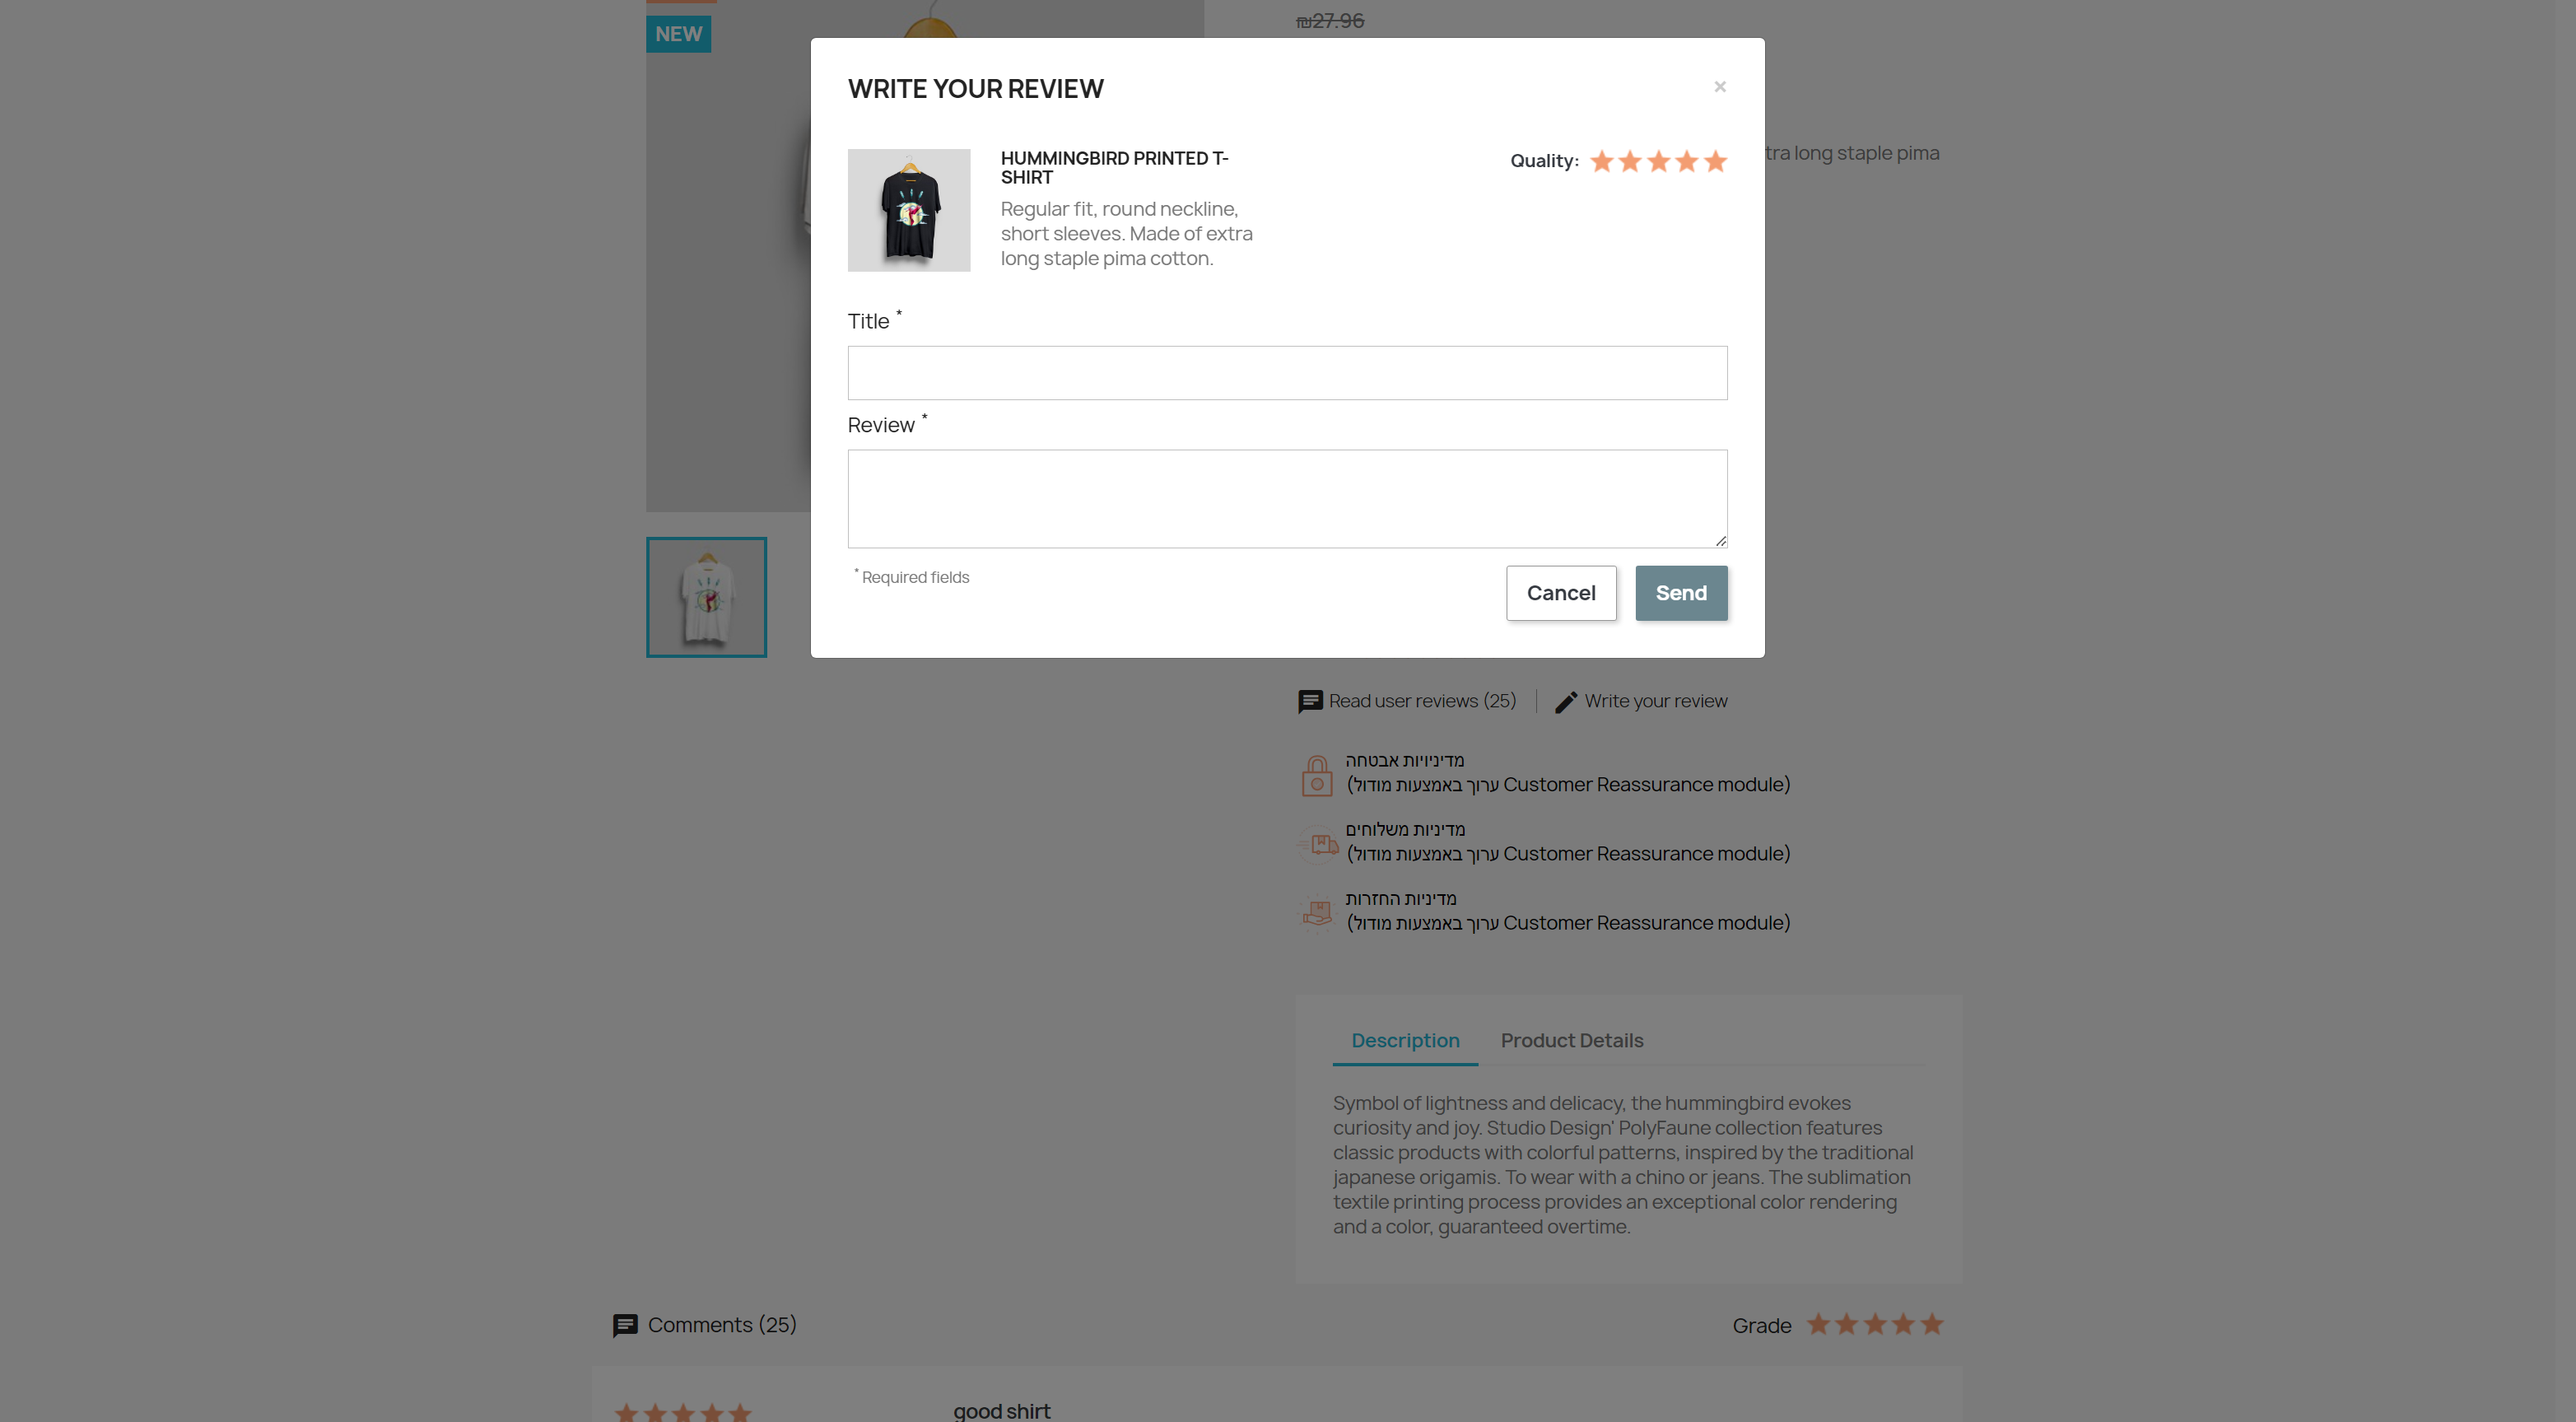 NEW
₪27.96
WRITE YOUR REVIEW
×
HUMMINGBIRD PRINTED T-
SHIRT
Quality:
Regular fit, round neckline,
short sleeves. Made of extra
long staple pima cotton.
tra long staple pima
Title *
Review *
* Required fields
Cancel
Send
Read user reviews (25)
Write your review
מדיניויות אבטחה
(ערוך באמצעות מודול Customer Reassurance module)
מדיניות משלוחים
(ערוך באמצעות מודול Customer Reassurance module)
מדיניות החזרות
(ערוך באמצעות מודול Customer Reassurance module)
Description
Product Details
Symbol of lightness and delicacy, the hummingbird evokes
curiosity and joy. Studio Design' PolyFaune collection features
classic products with colorful patterns, inspired by the traditional
japanese origamis. To wear with a chino or jeans. The sublimation
textile printing process provides an exceptional color rendering
and a color, guaranteed overtime.
Comments (25)
Grade
good shirt